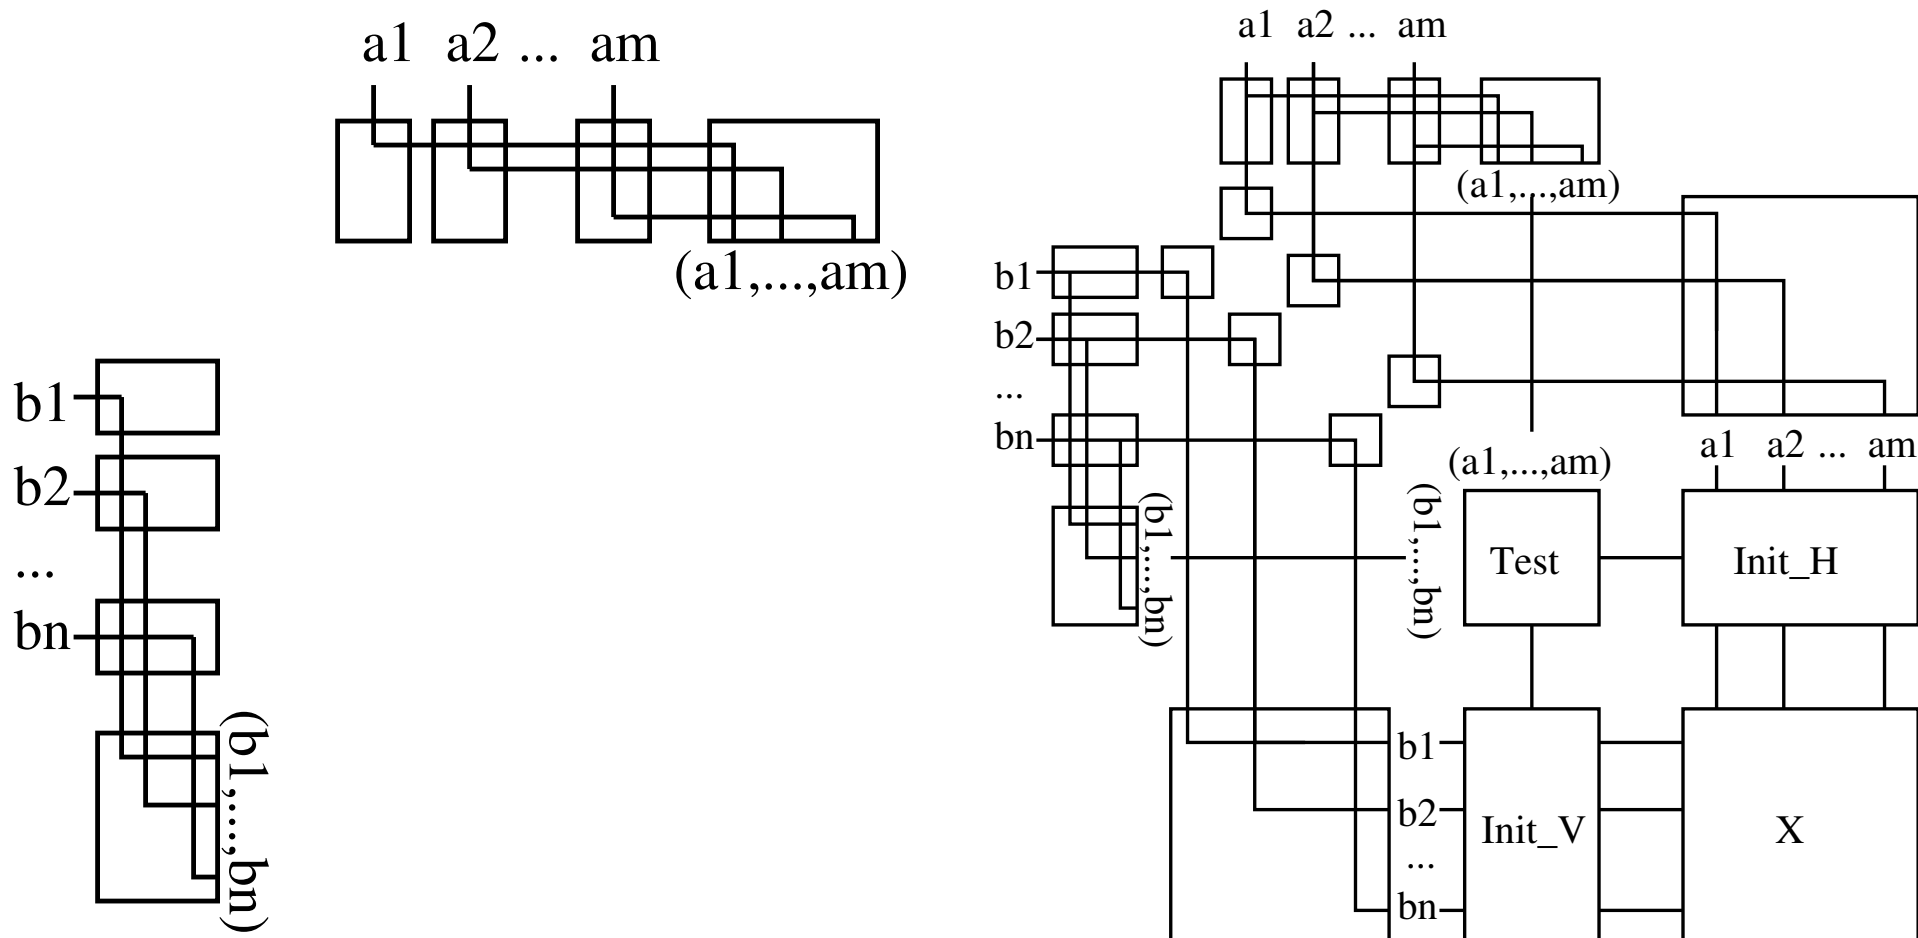 a1 a2 ... am
(a1,...,am)
b1
b2
...
bn
(b1,...,bn)
a1 a2 ... am
(a1,...,am)
b1
b2
...
bn
(b1,...,bn)
(a1,...,am)
(b1,...,bn)
a1 a2 ... am
Test
Init_H
b1
b2
...
bn
Init_V
X